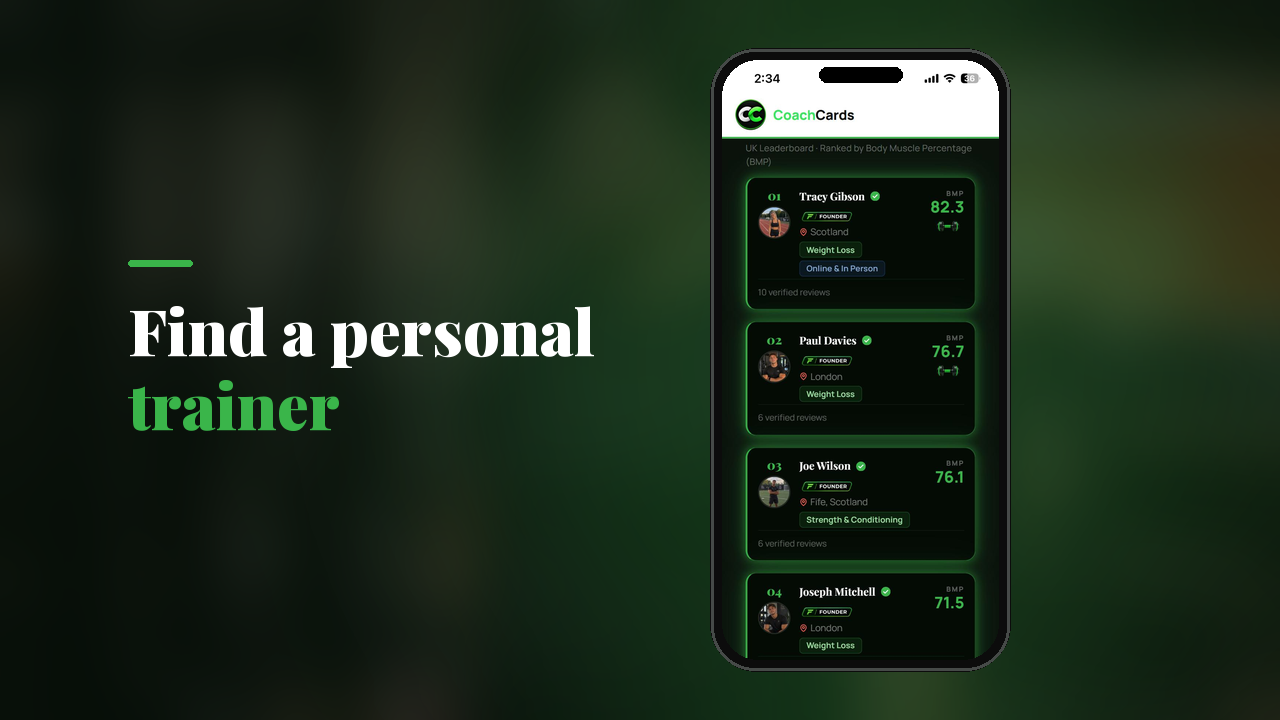 Find a personal
trainer
2:34
36
CC CoachCards
UK Leaderboard · Ranked by Body Muscle Percentage
(BMP)
01 Tracy Gibson BMP
82.3
FOUNDER
Scotland
Weight Loss
Online & In Person
10 verified reviews
02 Paul Davies BMP
76.7
FOUNDER
London
Weight Loss
6 verified reviews
03 Joe Wilson BMP
76.1
FOUNDER
Fife, Scotland
Strength & Conditioning
6 verified reviews
04 Joseph Mitchell BMP
71.5
FOUNDER
London
Weight Loss